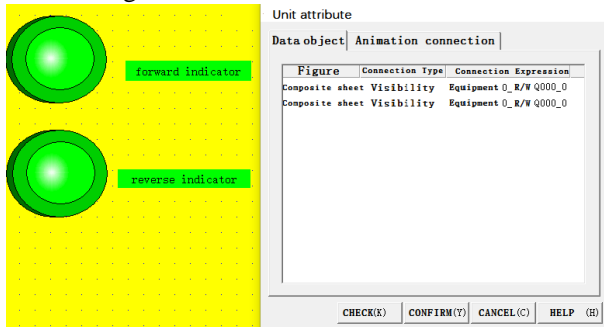 Unit attribute
Data object Animation connection
Figure Connection Type Connection Expression
Composite sheet Visibility Equipment 0_R/W Q000_0
Composite sheet Visibility Equipment 0_R/W Q000_0
forward indicator
reverse indicator
CHECK(K) CONFIRM(Y) CANCEL(C) HELP (H)